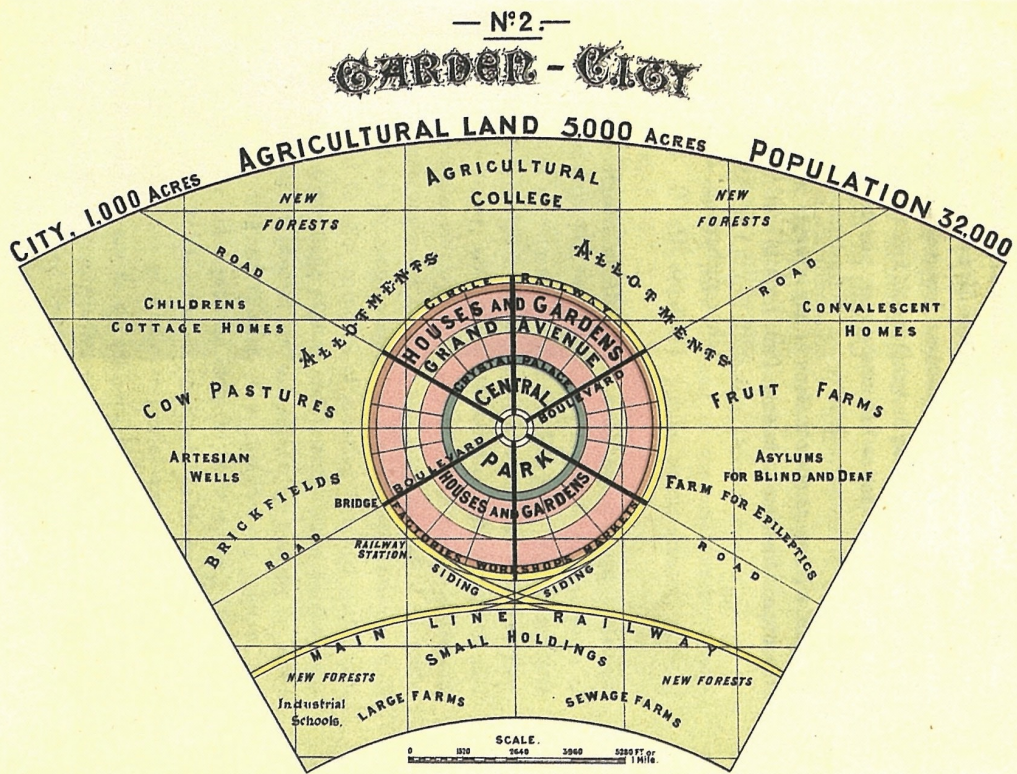 — Nº2. —
GARDEN-CITY
CITY, 1,000 ACRES AGRICULTURAL LAND 5,000 ACRES POPULATION 32,000
AGRICULTURAL
COLLEGE
NEW
FORESTS
NEW
FORESTS
ROAD
ROAD
ALLOTMENTS
ALLOTMENTS
CHILDRENS
COTTAGE HOMES
CONVALESCENT
HOMES
CIRCLE RAILWAY
HOUSES AND GARDENS
GRAND AVENUE
CRYSTAL PALACE
CENTRAL
PARK
BOULEVARD
BOULEVARD
HOUSES AND GARDENS
FACTORIES WORKSHOPS MARKETS
COW PASTURES
FRUIT FARMS
ARTESIAN
WELLS
ASYLUMS
FOR BLIND AND DEAF
BRICKFIELDS
FARM FOR EPILEPTICS
BRIDGE
ROAD
ROAD
RAILWAY
STATION.
SIDING
SIDING
MAIN LINE RAILWAY
SMALL HOLDINGS
NEW FORESTS
NEW FORESTS
Industrial
Schools.
LARGE FARMS
SEWAGE FARMS
SCALE.
0 1320 2640 3960 5280 FT or
1 Mile.